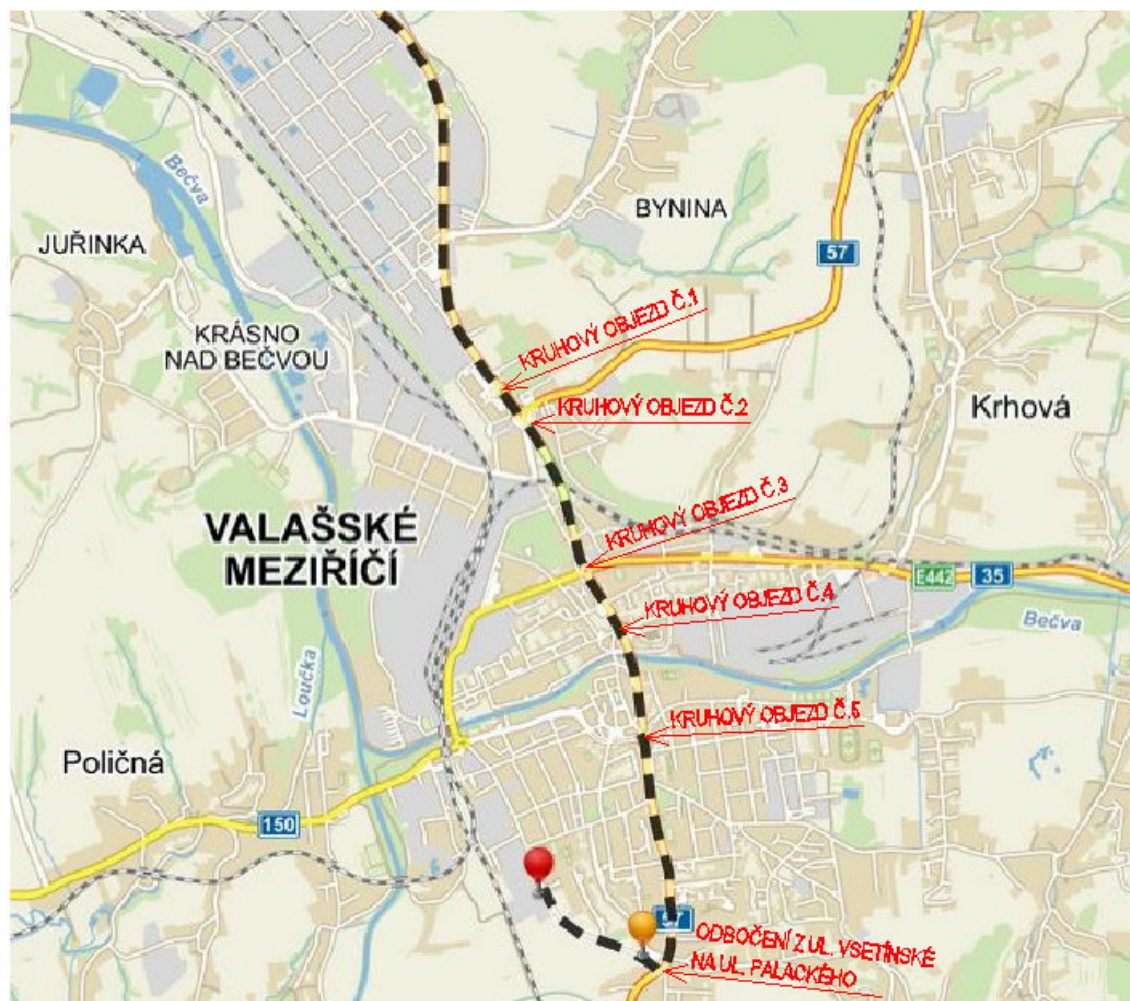 Bečva
BYNINA
JUŘINKA
57
KRUHOVÝ OBJEZD Č.1
KRÁSNO
NAD BEČVOU
KRUHOVÝ OBJEZD Č.2
Krhová
KRUHOVÝ OBJEZD Č.3
VALAŠSKÉ
MEZIŘÍČÍ
E442
35
KRUHOVÝ OBJEZD Č.4
Bečva
Loučka
KRUHOVÝ OBJEZD Č.5
Poličná
150
57
ODBOČENÍ Z UL. VSETÍNSKÉ
NA UL. PALACKÉHO